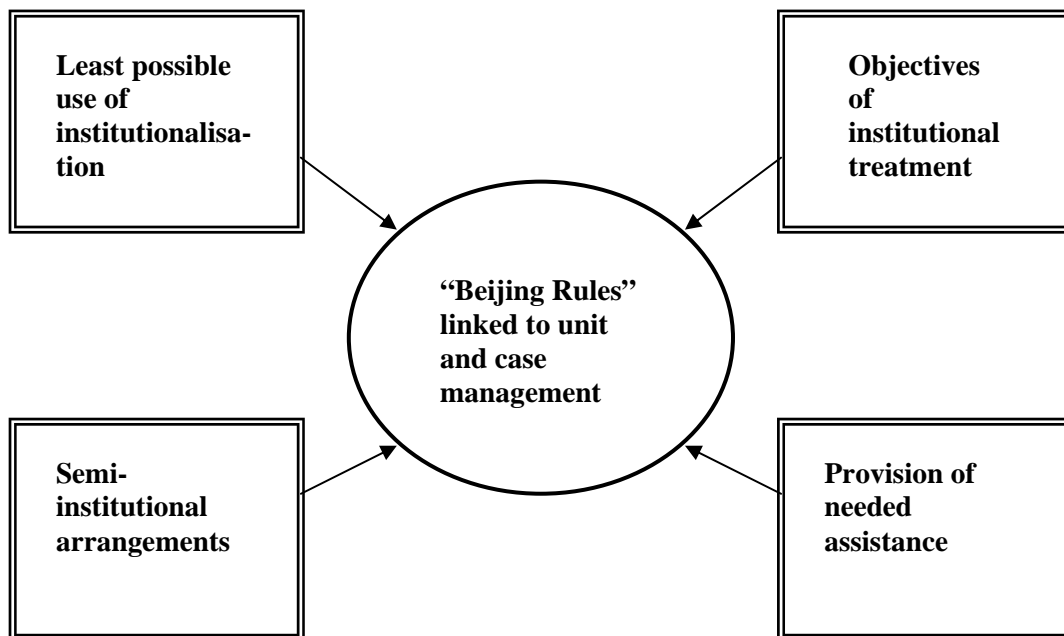 Least possible
use of
institutionalisa-
tion
Objectives
of
institutional
treatment
“Beijing Rules”
linked to unit
and case
management
Semi-
institutional
arrangements
Provision of
needed
assistance